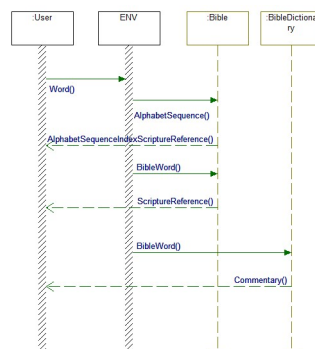 :User
ENV
:Bible
:BibleDictiona
ry
Word()
AlphabetSequence()
AlphabetSequenceIndexScriptureReference()
BibleWord()
ScriptureReference()
BibleWord()
Commentary()